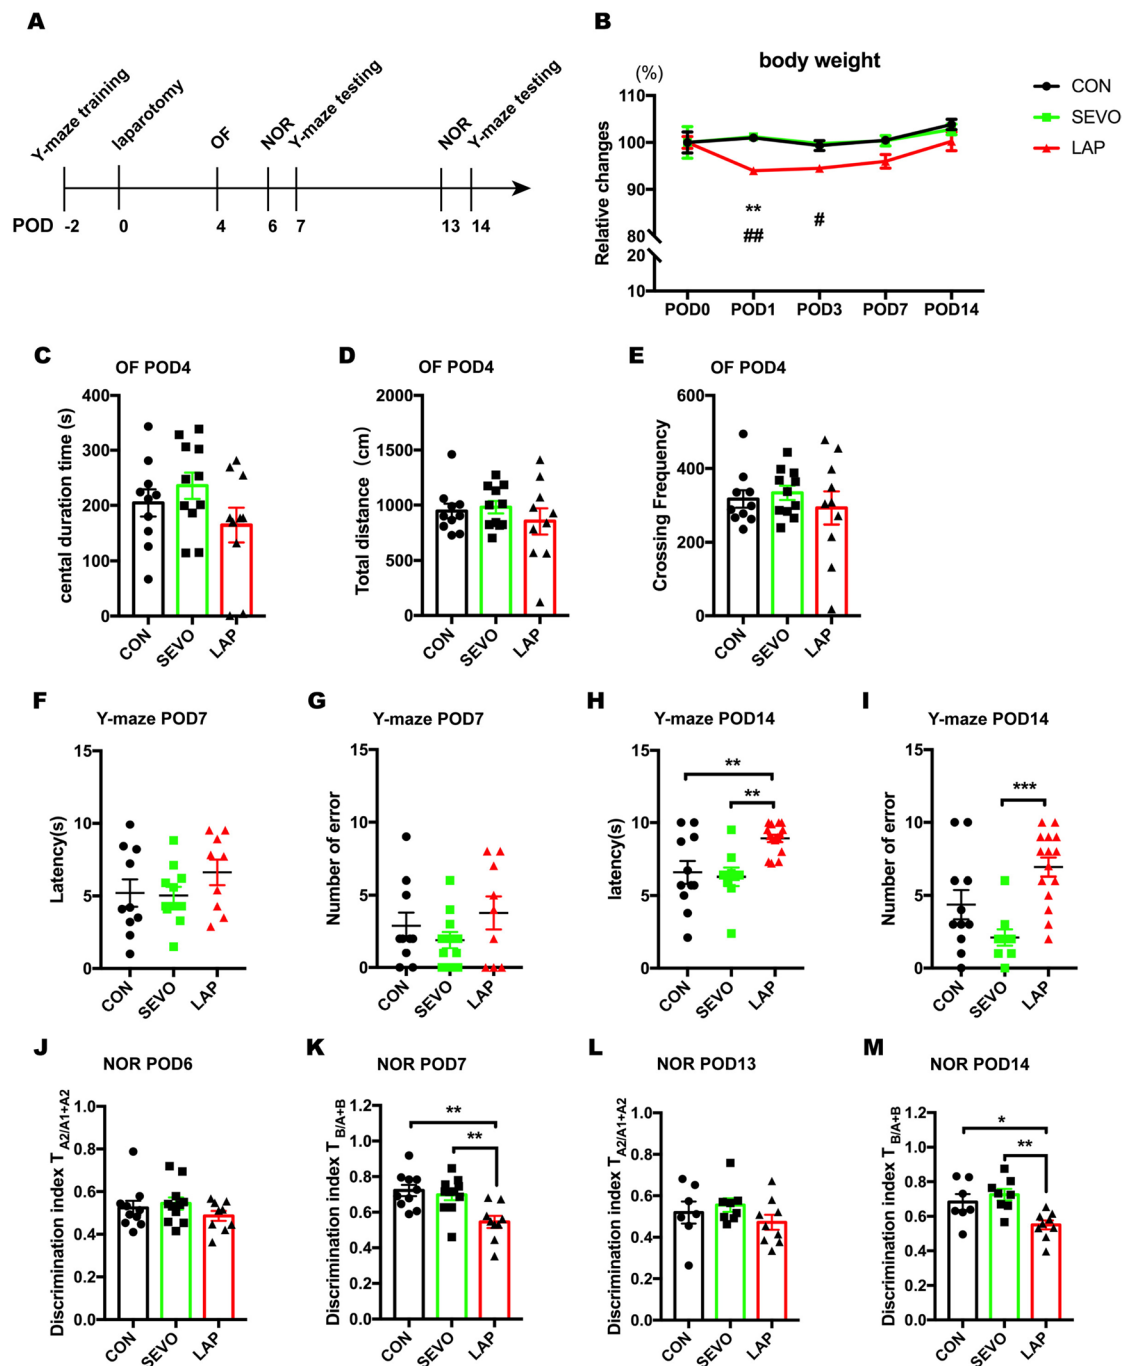 A
Y-maze training
laparotomy
OF
NOR
Y-maze testing
NOR
Y-maze testing
POD -2 0 4 6 7 13 14
B
body weight
(%)
Relative changes
110
100
90
80
20
10
**
##
#
POD0 POD1 POD3 POD7 POD14
CON
SEVO
LAP
C
OF POD4
cental duration time (s)
400
300
200
100
0
CON SEVO LAP
D
OF POD4
Total distance (cm)
2000
1500
1000
500
0
CON SEVO LAP
E
OF POD4
Crossing Frequency
600
400
200
0
CON SEVO LAP
F
Y-maze POD7
Latency(s)
15
10
5
0
CON SEVO LAP
G
Y-maze POD7
Number of error
15
10
5
0
CON SEVO LAP
H
Y-maze POD14
latency(s)
15
10
5
0
**
**
CON SEVO LAP
I
Y-maze POD14
Number of error
15
10
5
0
***
CON SEVO LAP
J
NOR POD6
Discrimination index TA2/A1+A2
1.0
0.8
0.6
0.4
0.2
0.0
CON SEVO LAP
K
NOR POD7
Discrimination index TB/A+B
1.2
1.0
0.8
0.6
0.4
0.2
0.0
**
**
CON SEVO LAP
L
NOR POD13
Discrimination index TA2/A1+A2
1.0
0.8
0.6
0.4
0.2
0.0
CON SEVO LAP
M
NOR POD14
Discrimination index TB/A+B
1.2
1.0
0.8
0.6
0.4
0.2
0.0
*
**
CON SEVO LAP